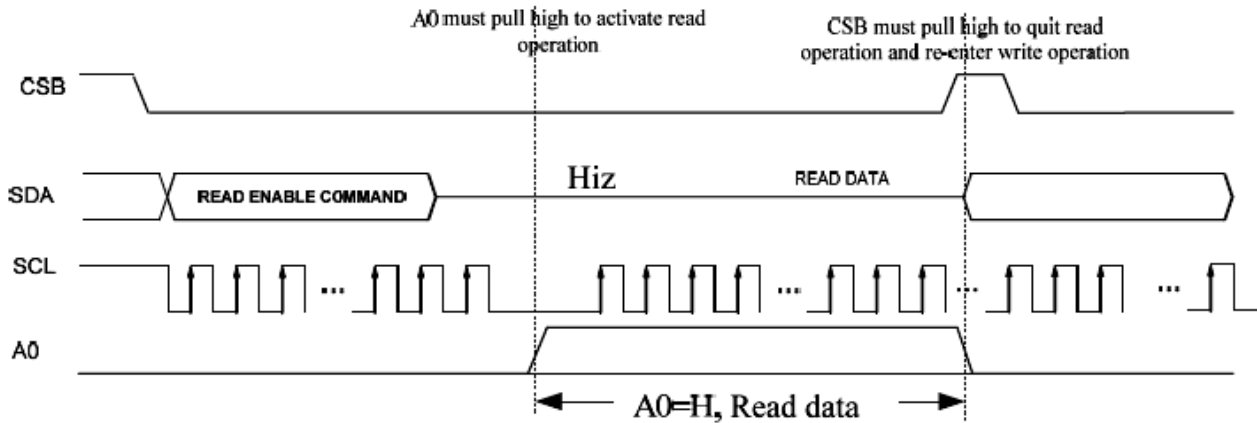 A0 must pull high to activate read
operation
CSB must pull high to quit read
operation and re-enter write operation
CSB
SDA
READ ENABLE COMMAND
Hiz
READ DATA
SCL
...
...
...
...
A0
A0=H, Read data